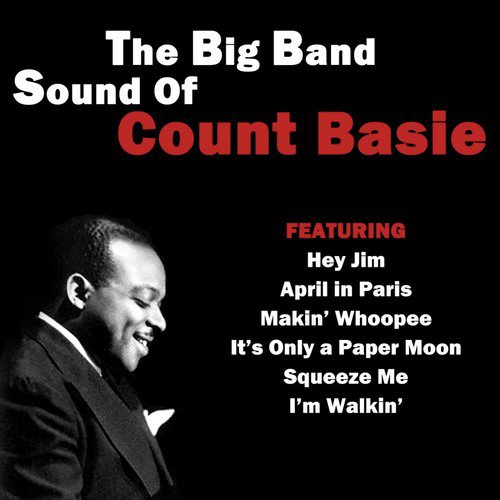 The Big Band
Sound Of
Count Basie
FEATURING
Hey Jim
April in Paris
Makin’ Whoopee
It’s Only a Paper Moon
Squeeze Me
I’m Walkin’